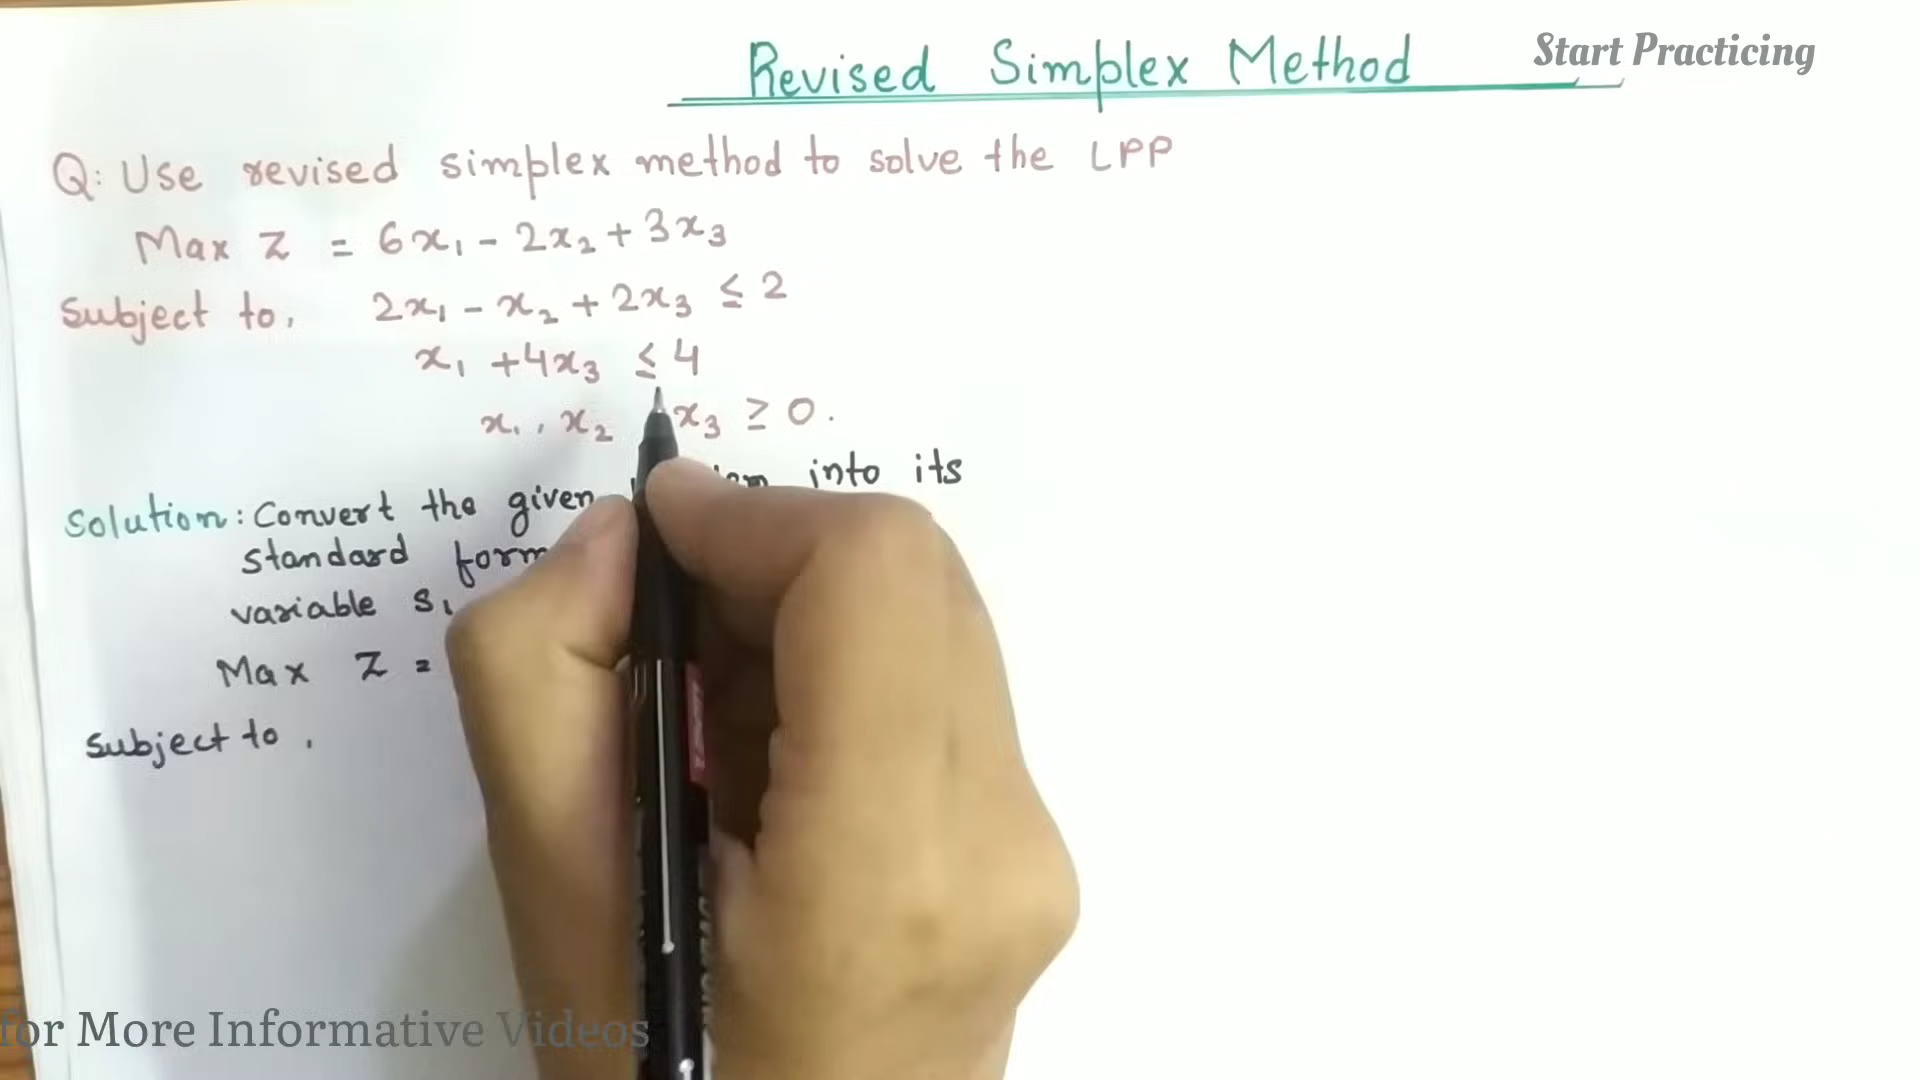 Revised Simplex Method
Start Practicing
Q: Use revised simplex method to solve the LPP
Max Z = 6x₁ - 2x₂ + 3x₃
Subject to, 2x₁ - x₂ + 2x₃ ≤ 2
x₁ + 4x₃ ≤ 4
x₁, x₂ x₃ ≥ 0.
Solution: Convert the given into its
standard form
variable s₁
Max Z =
Subject to,
for More Informative Videos